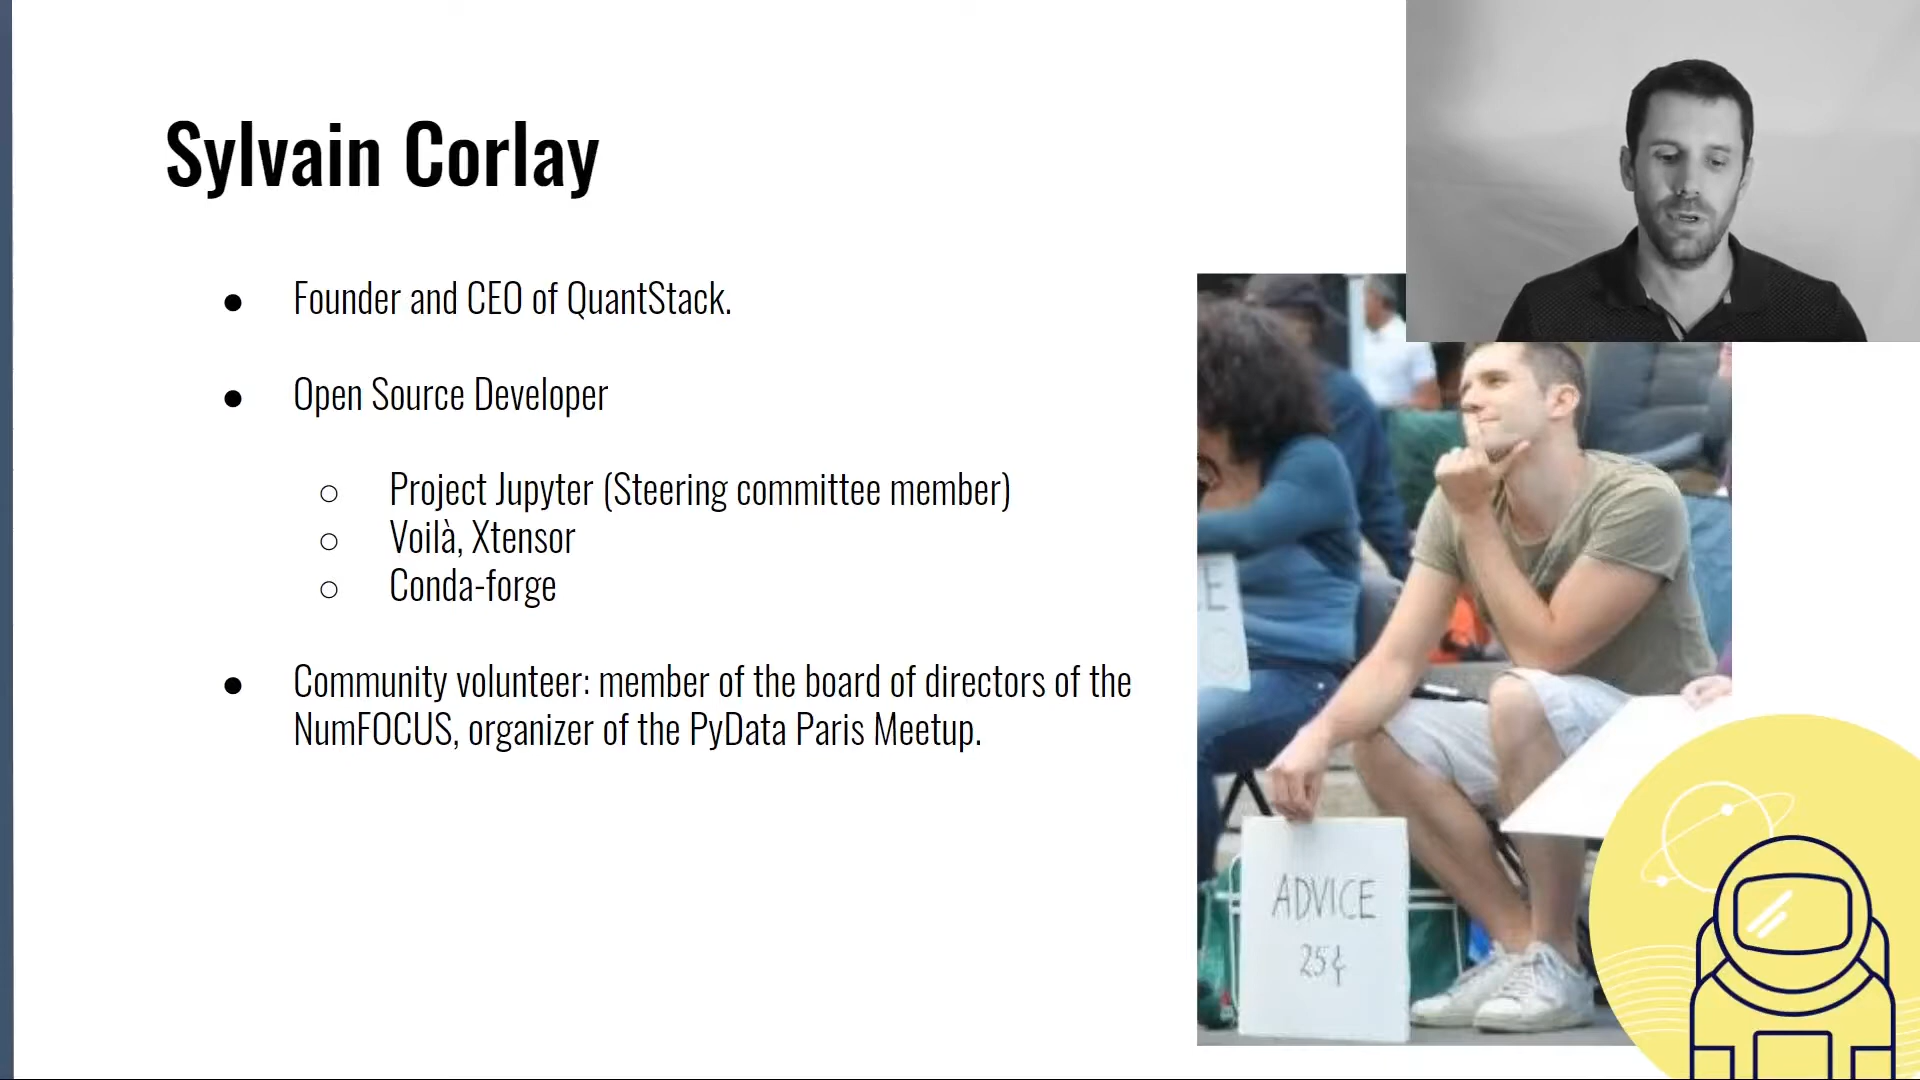 Sylvain Corlay
● Founder and CEO of QuantStack.
● Open Source Developer
○ Project Jupyter (Steering committee member)
○ Voilà, Xtensor
○ Conda-forge
● Community volunteer: member of the board of directors of the
NumFOCUS, organizer of the PyData Paris Meetup.
ADVICE
25¢